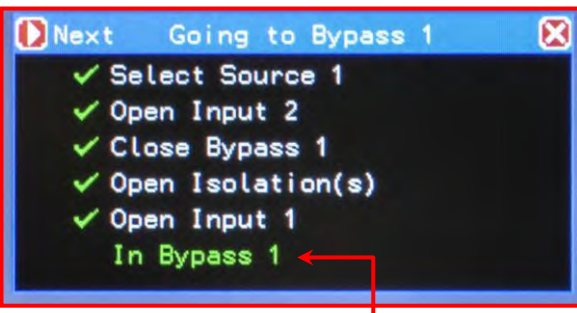 Next Going to Bypass 1
✓ Select Source 1
✓ Open Input 2
✓ Close Bypass 1
✓ Open Isolation(s)
✓ Open Input 1
In Bypass 1